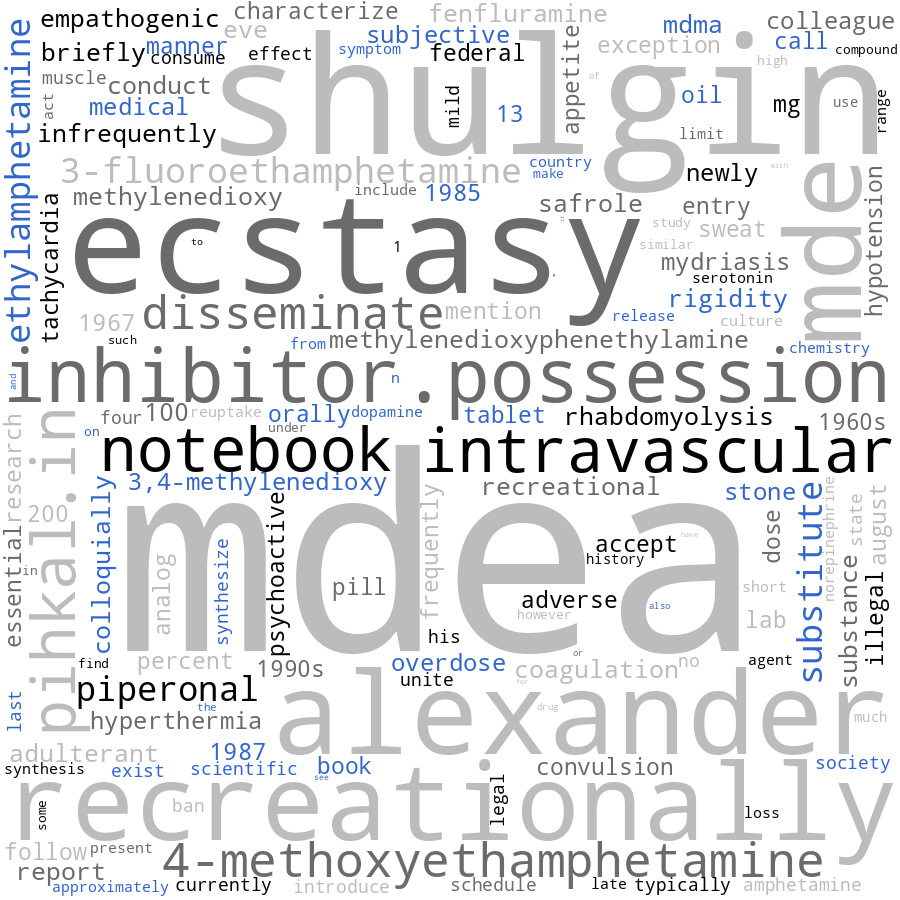 empathogenic
characterize
fenfluramine
mdma
colleague
eve
subjective
call
briefly
manner
consume
effect
symptom
federal
exception
compound
high
shulgin
muscle
conduct
of
appetite
oil
mg
use
range
act
medical
mild
13
infrequently
limit
ethylamphetamine
3-fluoroethamphetamine
country
make
newly
with
mde
methylenedioxy
include
1985
safrole
entry
hypotension
tachycardia
ecstasy
to
1
study
sweat
similar
mydriasis
serotonin
rigidity
1967
disseminate
mention
release
culture
such
from
methylenedioxyphenethylamine
chemistry
and
inhibitor.possession
n
four
100
reuptake
orally
dopamine
under
tablet
rhabdomyolysis
1960s
research
pihkal.in
on
notebook
intravascular
3,4-methylenedioxy
recreational
stone
200
colloquially
psychoactive
frequently
substitute
norepinephrine
state
august
essential
in
analog
synthesize
mdea
pill
accept
have
history
dose
short
adverse
also
however
lab
substance
illegal
his
find
percent
1990s
or
overdose
unite
coagulation
no
agent
for
piperonal
last
the
hyperthermia
alexander
drug
much
adulterant
1987
synthesis
exist
scientific
book
see
convulsion
society
recreationally
some
ban
legal
loss
follow
present
4-methoxyethamphetamine
report
approximately
currently
introduce
schedule
late
typically
amphetamine